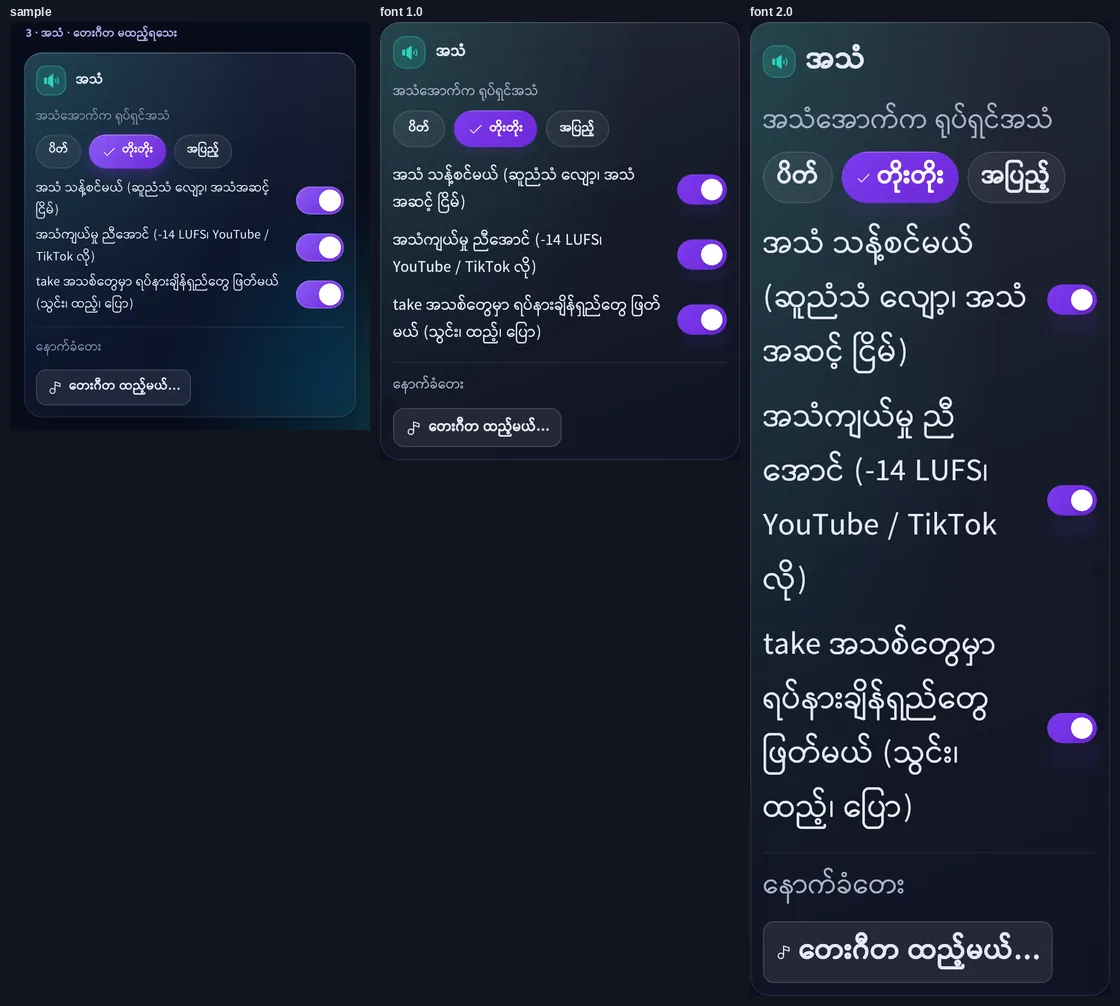 sample
3 · အသံ · တေးဂီတ မထည့်ရသေး
အသံ
အသံအောက်က ရုပ်ရှင်အသံ
ပိတ်
တိုးတိုး
အပြည့်
အသံ သန့်စင်မယ် (ဆူညံသံ လျော့၊ အသံအဆင့်
ငြိမ်)
အသံကျယ်မှု ညီအောင် (-14 LUFS၊ YouTube /
TikTok လို)
take အသစ်တွေမှာ ရပ်နားချိန်ရှည်တွေ ဖြတ်မယ်
(သွင်း၊ ထည့်၊ ပြော)
နောက်ခံတေး
တေးဂီတ ထည့်မယ်...
font 1.0
အသံ
အသံအောက်က ရုပ်ရှင်အသံ
ပိတ်
တိုးတိုး
အပြည့်
အသံ သန့်စင်မယ် (ဆူညံသံ လျော့၊ အသံ
အဆင့် ငြိမ်)
အသံကျယ်မှု ညီအောင် (-14 LUFS၊
YouTube / TikTok လို)
take အသစ်တွေမှာ ရပ်နားချိန်ရှည်တွေ ဖြတ်
မယ် (သွင်း၊ ထည့်၊ ပြော)
နောက်ခံတေး
တေးဂီတ ထည့်မယ်...
font 2.0
အသံ
အသံအောက်က ရုပ်ရှင်အသံ
ပိတ်
တိုးတိုး
အပြည့်
အသံ သန့်စင်မယ်
(ဆူညံသံ လျော့၊ အသံ
အဆင့် ငြိမ်)
အသံကျယ်မှု ညီ
အောင် (-14 LUFS၊
YouTube / TikTok
လို)
take အသစ်တွေမှာ
ရပ်နားချိန်ရှည်တွေ
ဖြတ်မယ် (သွင်း၊
ထည့်၊ ပြော)
နောက်ခံတေး
တေးဂီတ ထည့်မယ်...